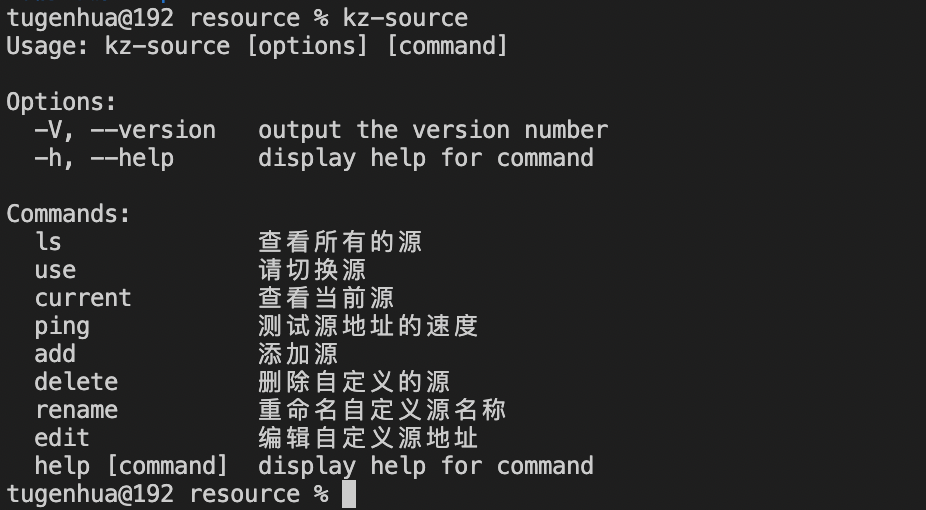 tugenhua@192 resource % kz-source
Usage: kz-source [options] [command]

Options:
  -V, --version   output the version number
  -h, --help      display help for command

Commands:
  ls              查看所有的源
  use             请切换源
  current         查看当前源
  ping            测试源地址的速度
  add             添加源
  delete          删除自定义的源
  rename          重命名自定义源名称
  edit            编辑自定义源地址
  help [command]  display help for command
tugenhua@192 resource %